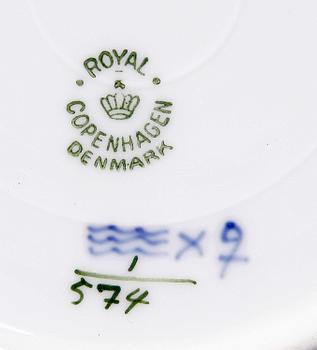 ROYAL
COPENHAGEN
DENMARK
x 9
1
574